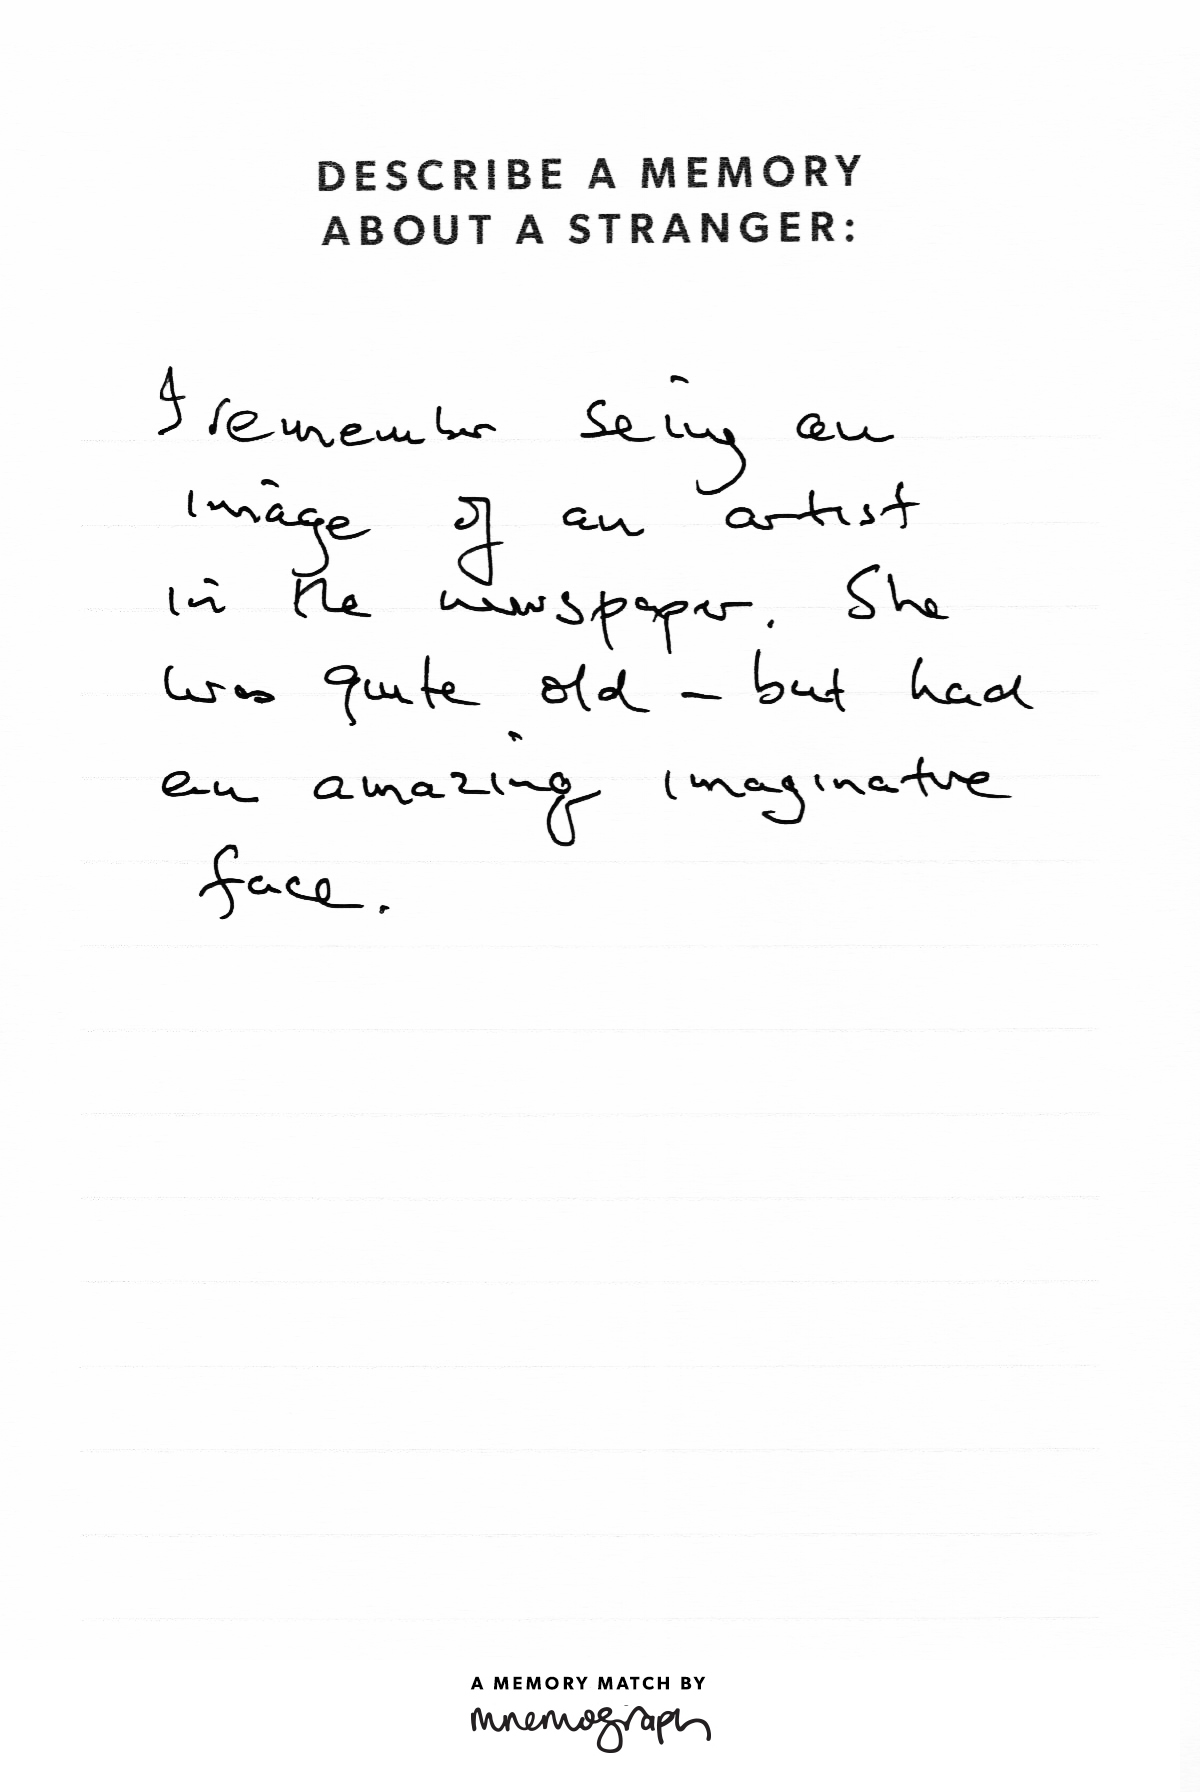 DESCRIBE A MEMORY
ABOUT A STRANGER:
I remember seing an
image of an artist
in the newspaper. She
was quite old – but had
an amazing imaginative
face.
A MEMORY MATCH BY
mnemograph